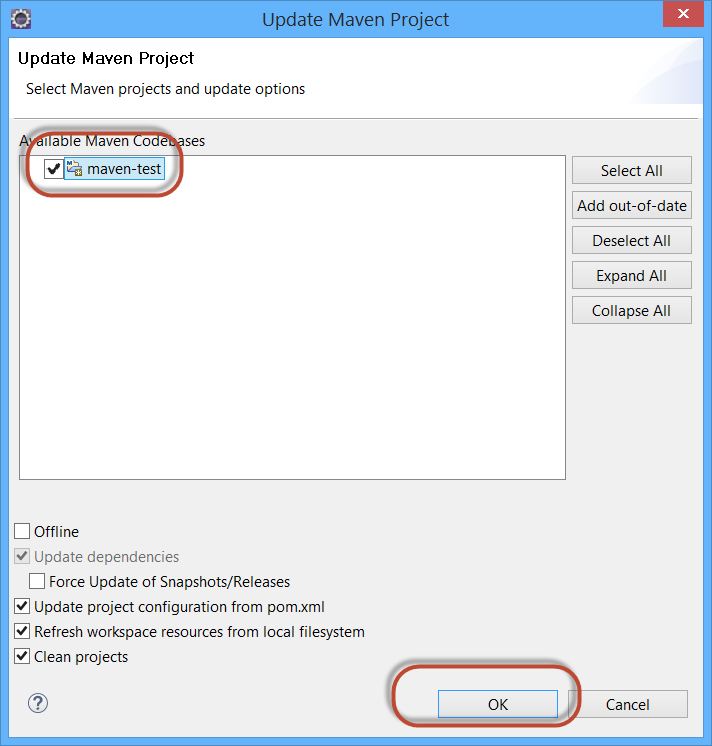 Update Maven Project
Update Maven Project
Select Maven projects and update options
Available Maven Codebases
maven-test
Select All
Add out-of-date
Deselect All
Expand All
Collapse All
Offline
Update dependencies
Force Update of Snapshots/Releases
Update project configuration from pom.xml
Refresh workspace resources from local filesystem
Clean projects
?
OK
Cancel